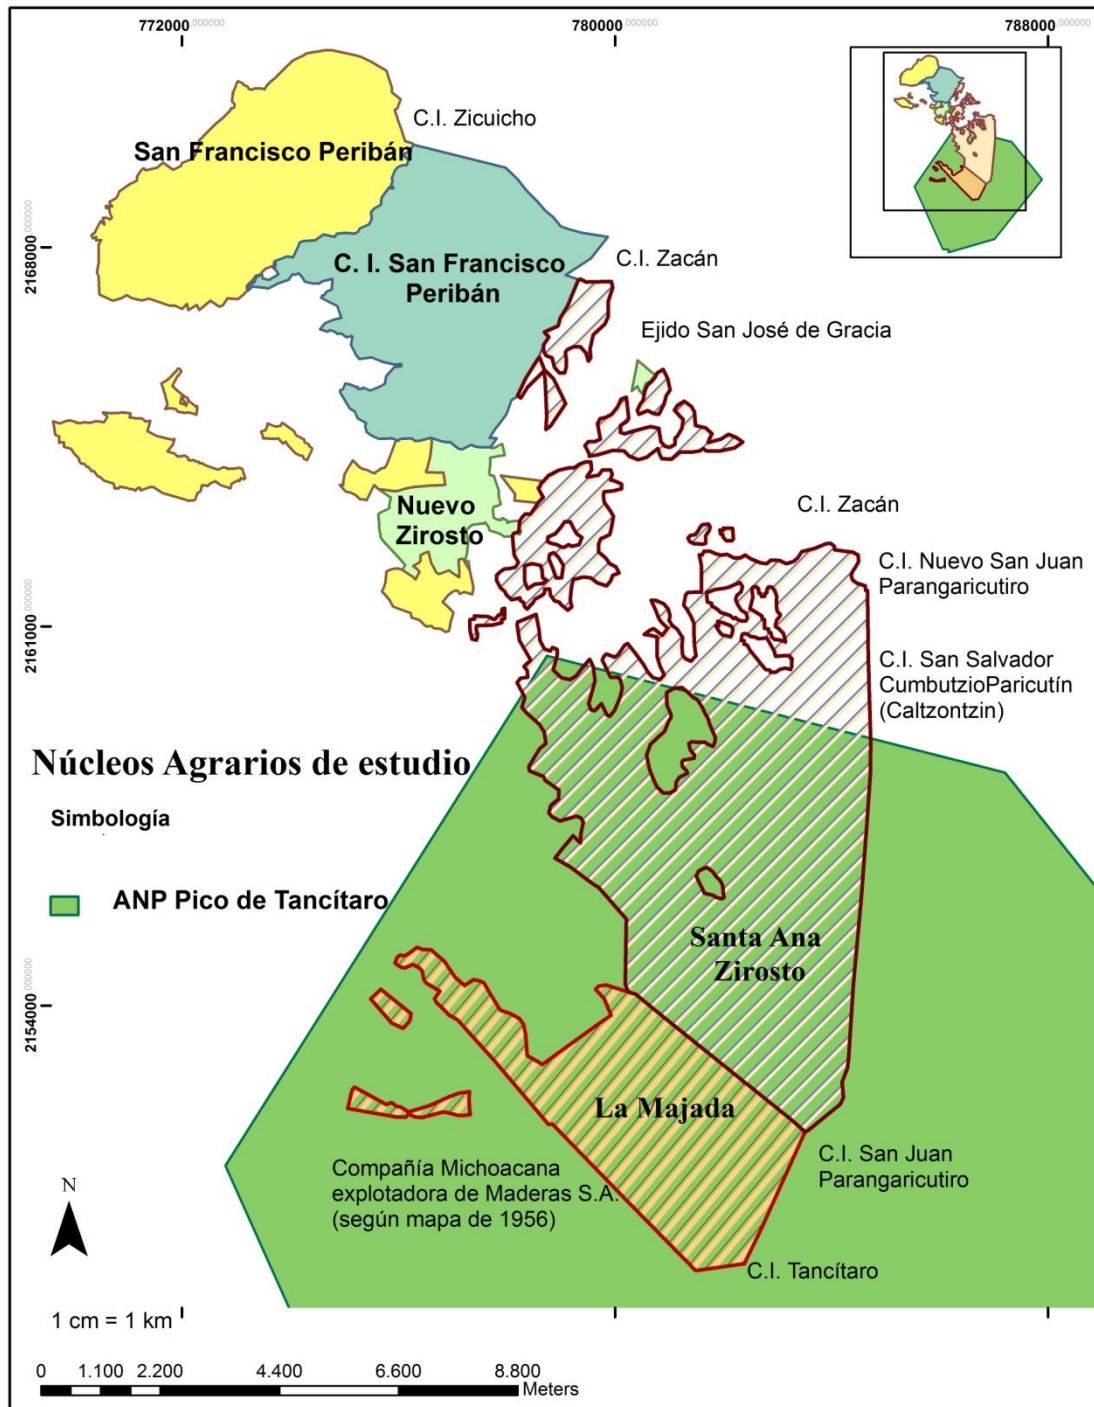 772000.000000
780000.000000
788000.000000
C.I. Zicuicho
San Francisco Peribán
2168000.000000
C. I. San Francisco
Peribán
C.I. Zacán
Ejido San José de Gracia
Nuevo
Zirosto
C.I. Zacán
C.I. Nuevo San Juan
Parangaricutiro
2161000.000000
C.I. San Salvador
CumbutzioParicutín
(Caltzontzin)
Núcleos Agrarios de estudio
Simbología
ANP Pico de Tancítaro
Santa Ana
Zirosto
2154000.000000
La Majada
C.I. San Juan
Parangaricutiro
Compañía Michoacana
explotadora de Maderas S.A.
(según mapa de 1956)
N
C.I. Tancítaro
1 cm = 1 km
0 1.100 2.200 4.400 6.600 8.800
Meters